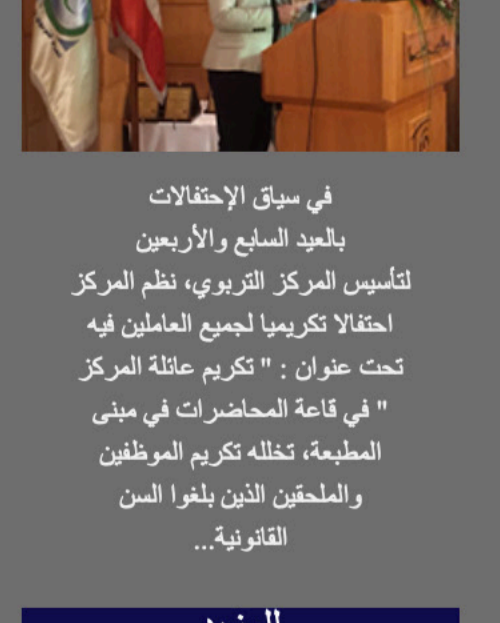 في سياق الإحتفالات
بالعيد السابع والأربعين
لتأسيس المركز التربوي، نظم المركز
احتفالا تكريميا لجميع العاملين فيه
تحت عنوان : " تكريم عائلة المركز
" في قاعة المحاضرات في مبنى
المطبعة، تخلله تكريم الموظفين
والملحقين الذين بلغوا السن
القانونية...